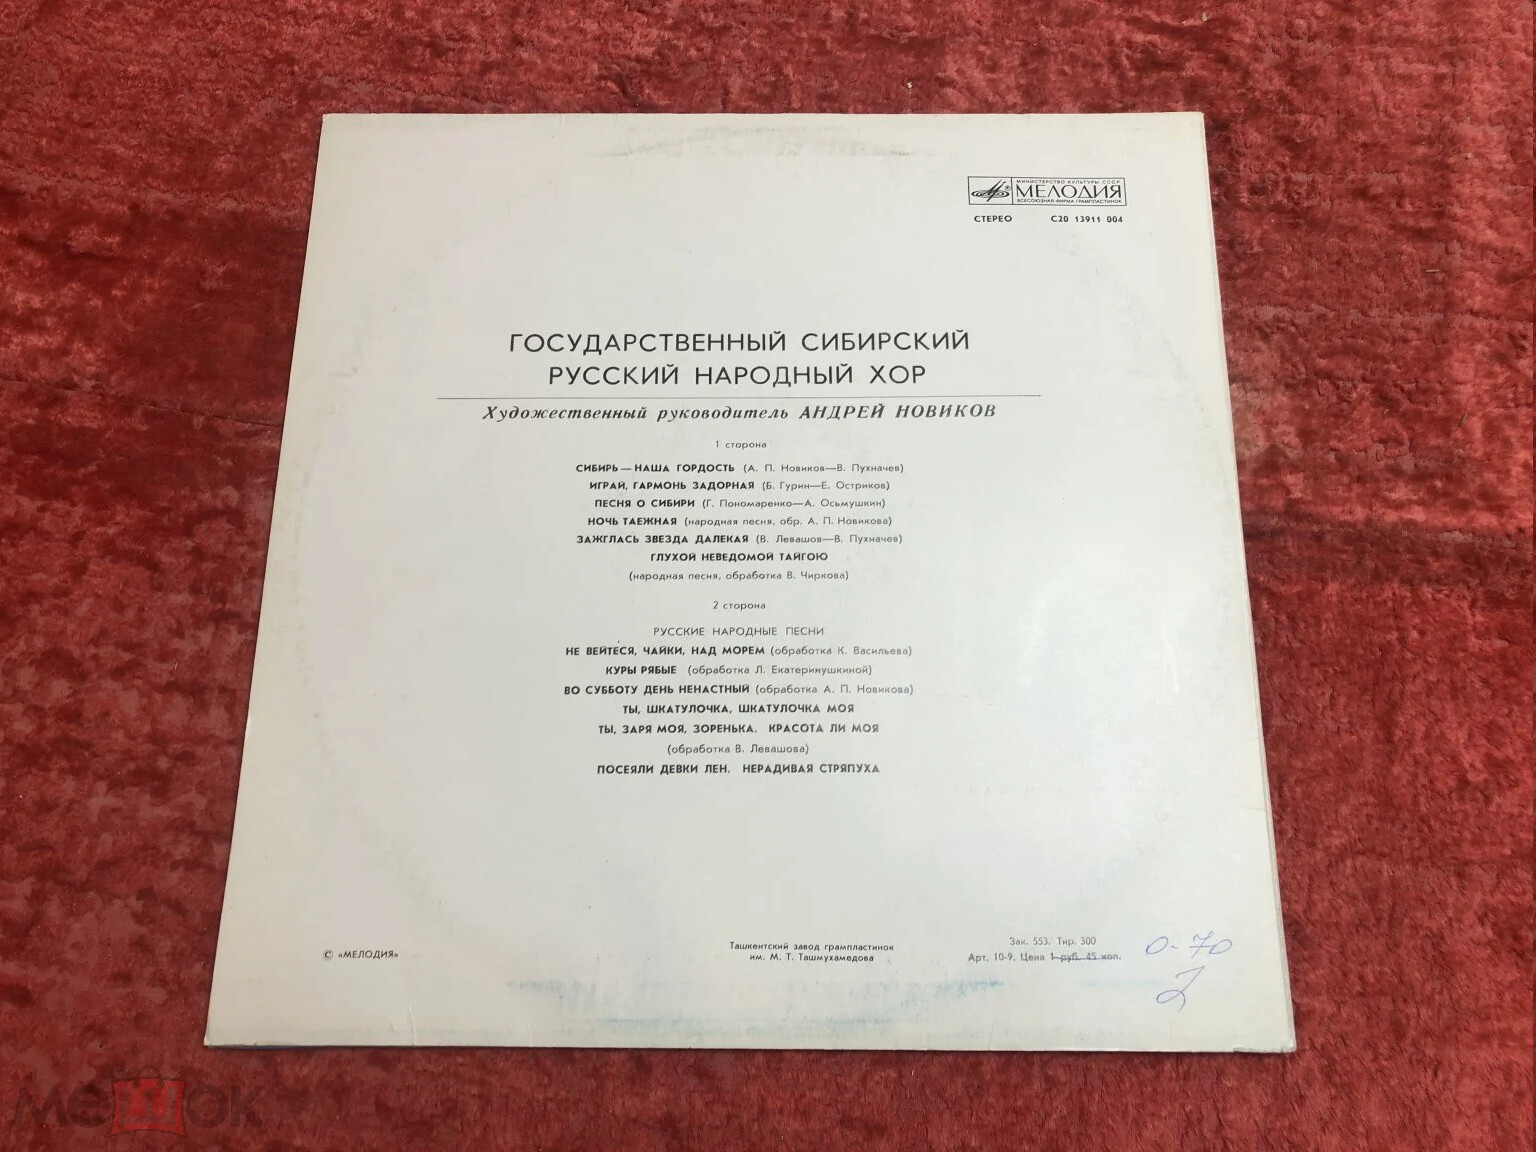 МИНИСТЕРСТВО КУЛЬТУРЫ СССР
МЕЛОДИЯ
ВСЕСОЮЗНАЯ ФИРМА ГРАМПЛАСТИНОК
СТЕРЕО С20 13911 004
ГОСУДАРСТВЕННЫЙ СИБИРСКИЙ
РУССКИЙ НАРОДНЫЙ ХОР
Художественный руководитель АНДРЕЙ НОВИКОВ
1 сторона
СИБИРЬ — НАША ГОРДОСТЬ (А. П. Новиков—В. Пухначев)
ИГРАЙ, ГАРМОНЬ ЗАДОРНАЯ (Б. Гурин—Е. Остриков)
ПЕСНЯ О СИБИРИ (Г. Пономаренко—А. Осьмушкин)
НОЧЬ ТАЕЖНАЯ (народная песня, обр. А. П. Новикова)
ЗАЖГЛАСЬ ЗВЕЗДА ДАЛЕКАЯ (В. Левашов—В. Пухначев)
ГЛУХОЙ НЕВЕДОМОЙ ТАЙГОЮ
(народная песня, обработка В. Чиркова)
2 сторона
РУССКИЕ НАРОДНЫЕ ПЕСНИ
НЕ ВЕЙТЕСЯ, ЧАЙКИ, НАД МОРЕМ (обработка К. Васильева)
КУРЫ РЯБЫЕ (обработка Л. Екатеринушкиной)
ВО СУББОТУ ДЕНЬ НЕНАСТНЫЙ (обработка А. П. Новикова)
ТЫ, ШКАТУЛОЧКА, ШКАТУЛОЧКА МОЯ
ТЫ, ЗАРЯ МОЯ, ЗОРЕНЬКА. КРАСОТА ЛИ МОЯ
(обработка В. Левашова)
ПОСЕЯЛИ ДЕВКИ ЛЕН. НЕРАДИВАЯ СТРЯПУХА
© «МЕЛОДИЯ»
Ташкентский завод грампластинок
им. М. Т. Ташмухамедова
Зак. 553. Тир. 300
Арт. 10-9. Цена 1 руб. 45 коп.
0-70
мешок